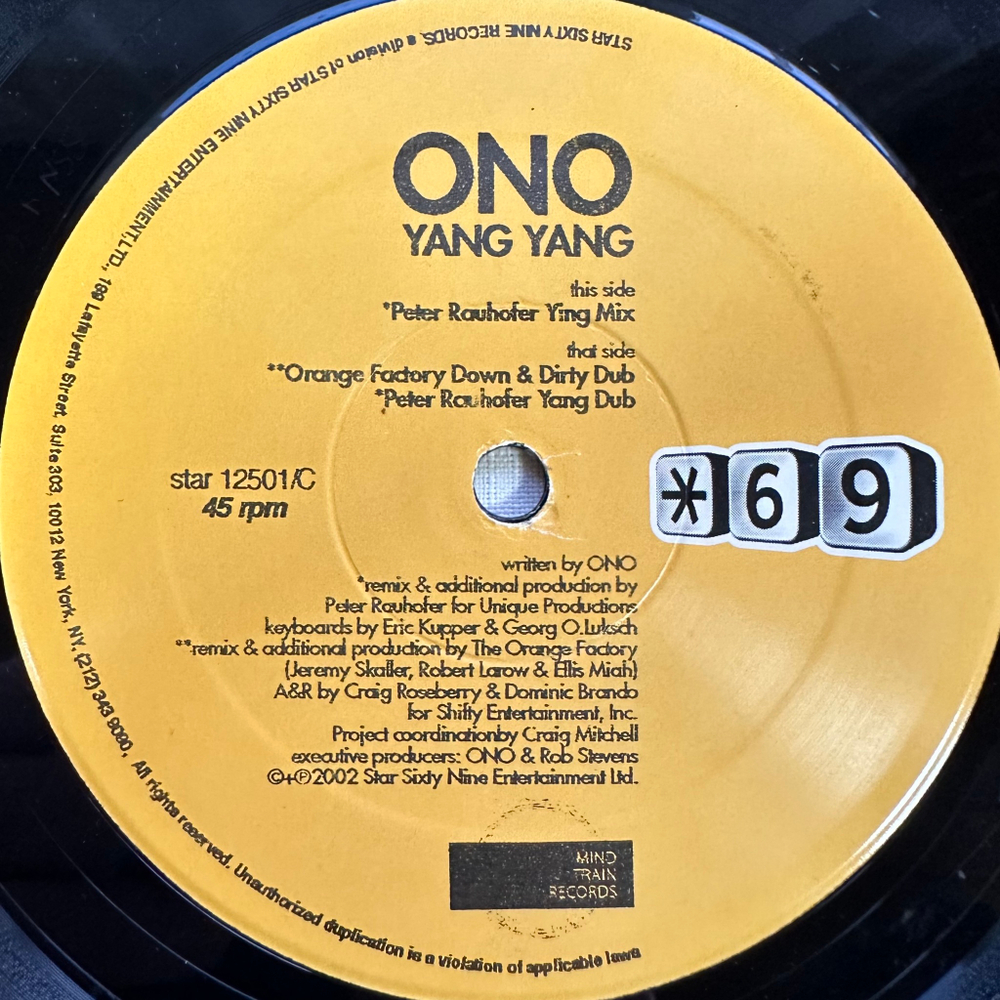 STAR SIXTY NINE RECORDS, a division of STAR SIXTY NINE ENTERTAINMENT, LTD., 199 Lafayette Street, Suite 303, 10012 New York, NY. (212) 343 9090, All rights reserved. Unauthorized duplication is a violation of applicable laws
ONO
YANG YANG
this side
*Peter Rauhofer Ying Mix
that side
**Orange Factory Down & Dirty Dub
*Peter Rauhofer Yang Dub
star 12501/C
45 rpm
*69
written by ONO
*remix & additional production by
Peter Rauhofer for Unique Productions
keyboards by Eric Kupper & Georg O.Luksch
**remix & additional production by The Orange Factory
(Jeremy Skaller, Robert Larow & Ellis Miah)
A&R by Craig Roseberry & Dominic Brando
for Shifty Entertainment, Inc.
Project coordinationby Craig Mitchell
executive producers: ONO & Rob Stevens
©+℗2002 Star Sixty Nine Entertainment Ltd.
MIND
TRAIN
RECORDS